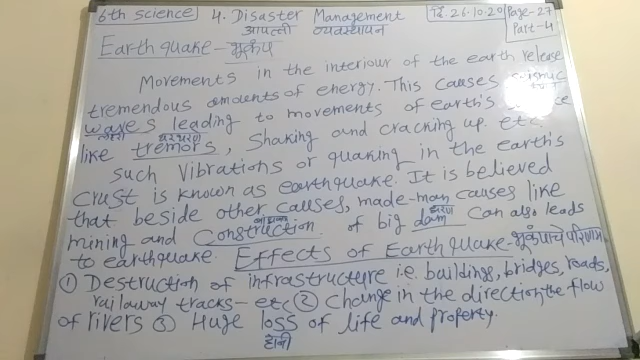 6th science 4. Disaster Management दि. 26.10.20 Page-27
आपत्ती व्यवस्थापन Part-4
Earthquake - भूकंप
Movements in the interiour of the earth release
tremendous amounts of energy. This causes seismic
waves leading to movements of earth's
लाटा थरथरणे
like tremors, Shaking and cracking up. etc.
such Vibrations or quaking in the earth's
crust is known as earthquake. It is believed
that beside other causes, made-man causes like
mining and Construction of big dam Can also leads
बांधकाम धरण
to earthquake. Effects of Earthquake- भूकंपाचे परिणाम
① Destruction of infrastructure i.e. buildings, bridges, roads,
railaway tracks- etc ② Change in the direction, the flow
of rivers ③ Huge loss of life and property.
हानी